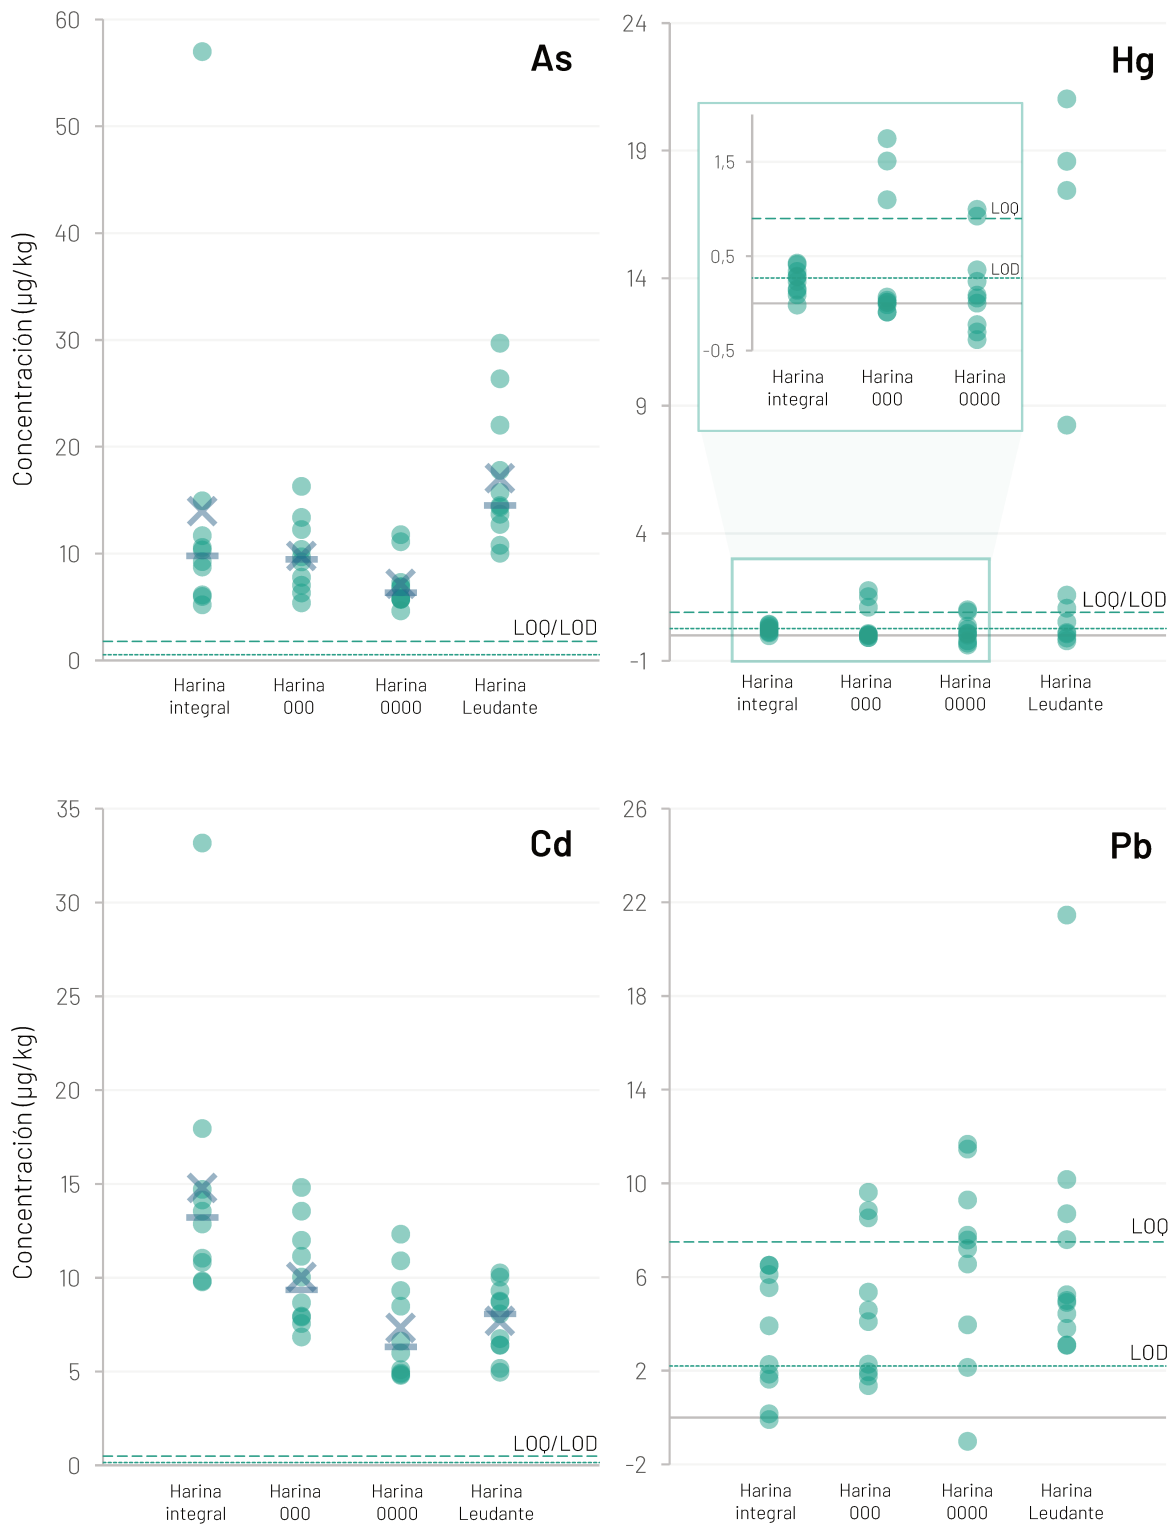 As
60
50
40
30
20
10
0
Concentración (µg/kg)
LOQ/LOD
Harina
integral
Harina
000
Harina
0000
Harina
Leudante
Hg
24
19
14
9
4
-1
1,5
0,5
-0,5
LOQ
LOD
Harina
integral
Harina
000
Harina
0000
LOQ/LOD
Harina
integral
Harina
000
Harina
0000
Harina
Leudante
Cd
35
30
25
20
15
10
5
0
Concentración (µg/kg)
LOQ/LOD
Harina
integral
Harina
000
Harina
0000
Harina
Leudante
Pb
26
22
18
14
10
6
2
-2
LOQ
LOD
Harina
integral
Harina
000
Harina
0000
Harina
Leudante